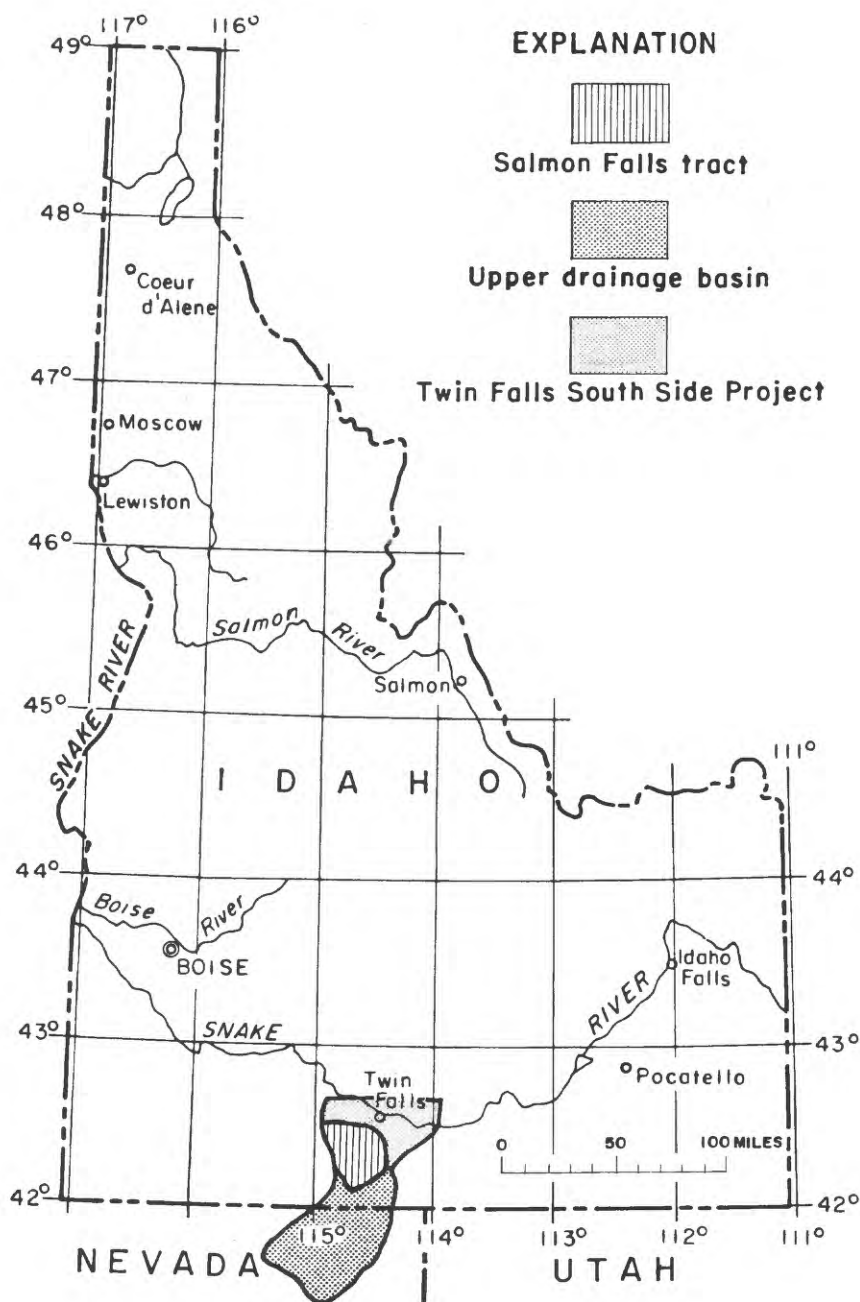 117° 116°
49°
EXPLANATION
Salmon Falls tract
48°
Upper drainage basin
Coeur
d'Alene
47°
Twin Falls South Side Project
Moscow
Lewiston
46°
Salmon River
SNAKE RIVER
Salmon
45°
111°
IDAHO
44° 44°
Boise River
BOISE
Idaho
Falls
RIVER
43° 43°
SNAKE
Twin
Falls
Pocatello
0 50 100 MILES
42° 42°
115° 114° 113° 112° 111°
NEVADA UTAH